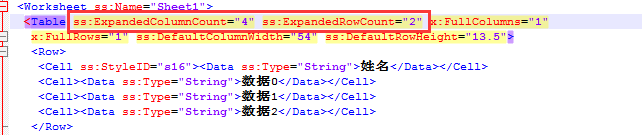 <Worksheet ss:Name="Sheet1">
<Table ss:ExpandedColumnCount="4" ss:ExpandedRowCount="2" x:FullColumns="1"
x:FullRows="1" ss:DefaultColumnWidth="54" ss:DefaultRowHeight="13.5">
<Row>
<Cell ss:StyleID="s16"><Data ss:Type="String">姓名</Data></Cell>
<Cell><Data ss:Type="String">数据0</Data></Cell>
<Cell><Data ss:Type="String">数据1</Data></Cell>
<Cell><Data ss:Type="String">数据2</Data></Cell>
</Row>